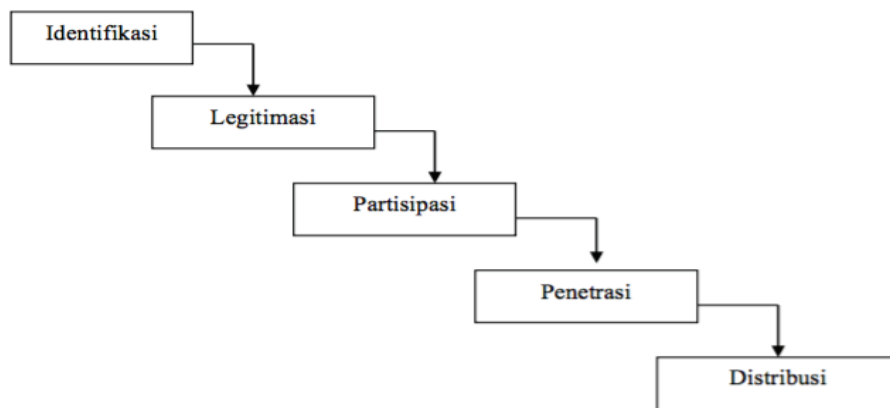 Identifikasi
Legitimasi
Partisipasi
Penetrasi
Distribusi